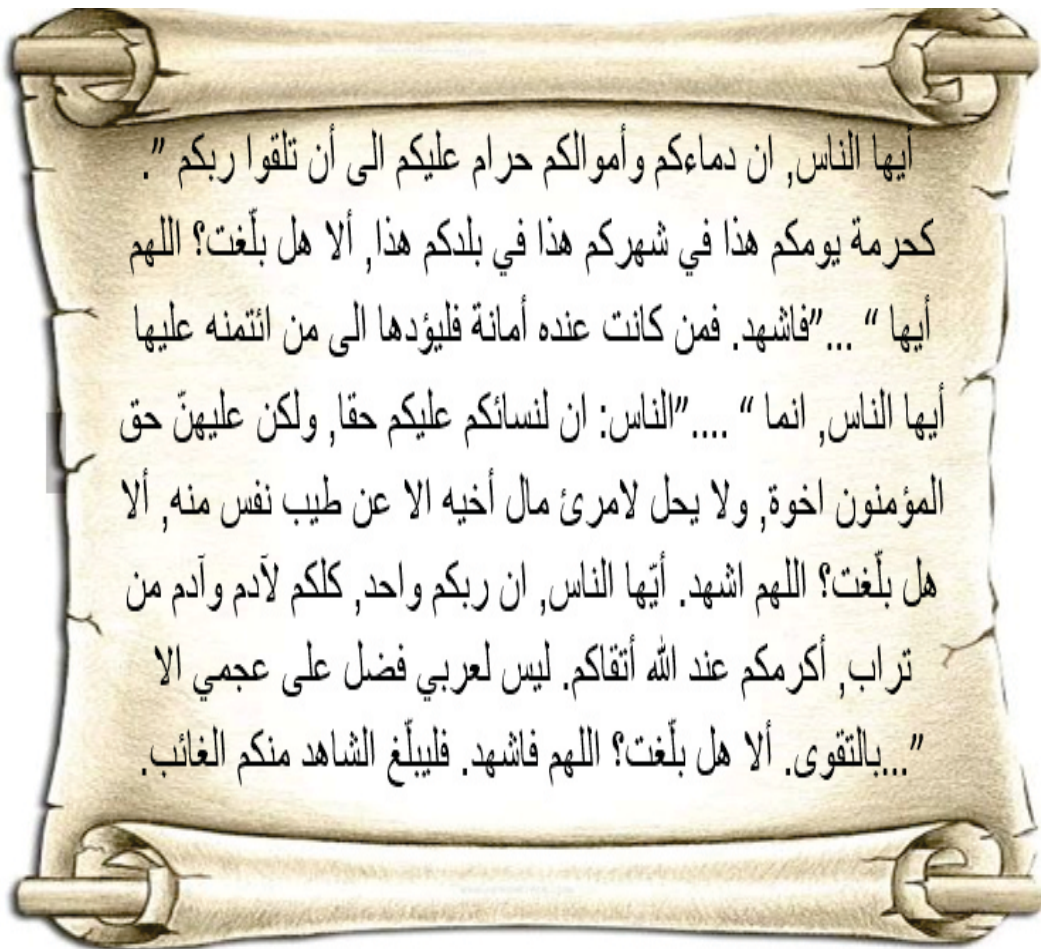 أيها الناس, ان دماءكم وأموالكم حرام عليكم الى أن تلقوا ربكم ”.
كحرمة يومكم هذا في شهركم هذا في بلدكم هذا, ألا هل بلّغت؟ اللهم
أيها “ ...”فاشهد. فمن كانت عنده أمانة فليؤدها الى من ائتمنه عليها
أيها الناس, انما “ ....”الناس: ان لنسائكم عليكم حقا, ولكن عليهنّ حق
المؤمنون اخوة, ولا يحل لامرئ مال أخيه الا عن طيب نفس منه, ألا
هل بلّغت؟ اللهم اشهد. أيّها الناس, ان ربكم واحد, كلكم لآدم وآدم من
تراب, أكرمكم عند الله أتقاكم. ليس لعربي فضل على عجمي الا
”...بالتقوى. ألا هل بلّغت؟ اللهم فاشهد. فليبلّغ الشاهد منكم الغائب.